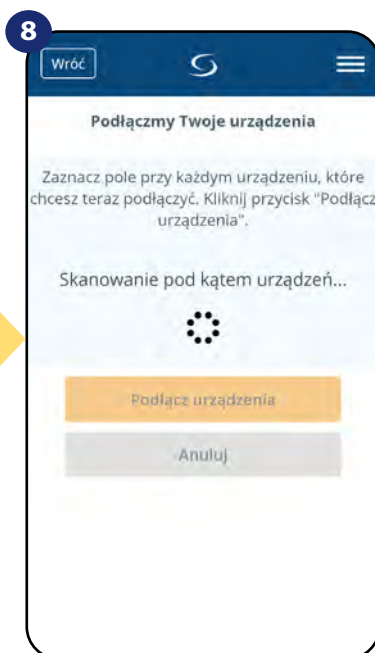 8
Wróć
Podłączmy Twoje urządzenia
Zaznacz pole przy każdym urządzeniu, które
chcesz teraz podłączyć. Kliknij przycisk "Podłącz
urządzenia".
Skanowanie pod kątem urządzeń...
Podłącz urządzenia
Anuluj